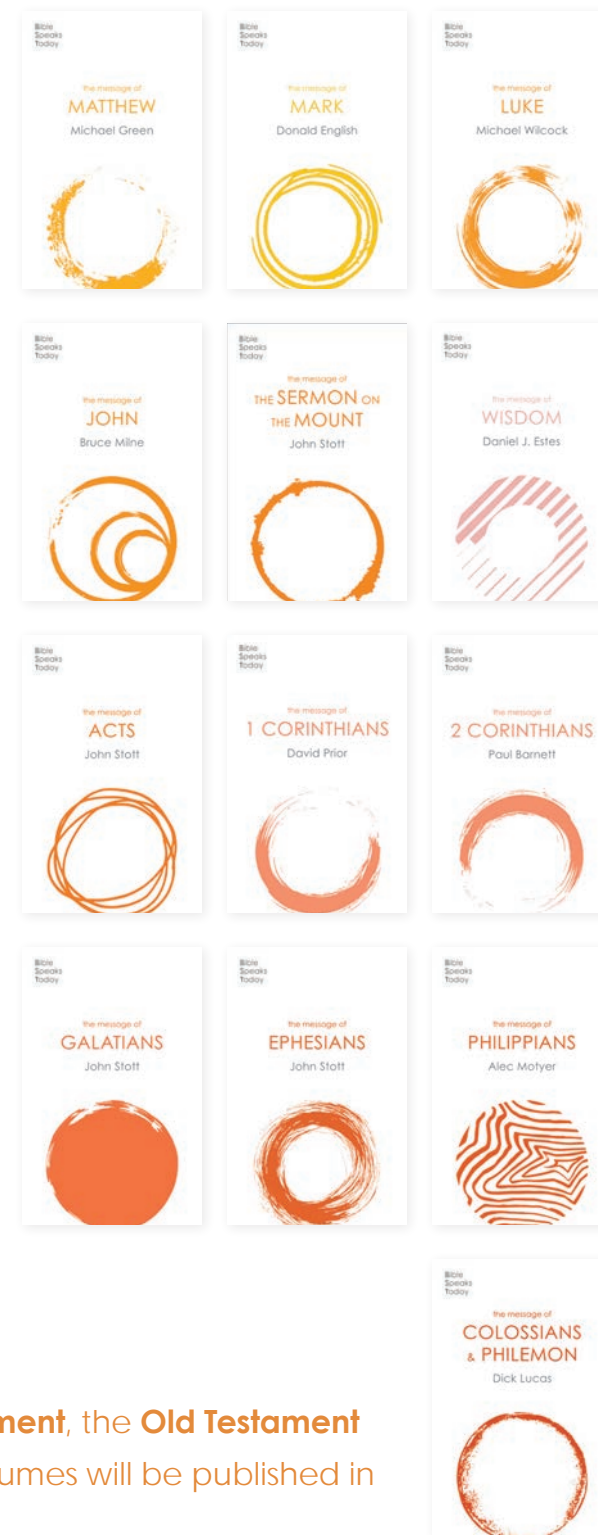 Bible
Speaks
Today
the message of
MATTHEW
Michael Green
Bible
Speaks
Today
the message of
MARK
Donald English
Bible
Speaks
Today
the message of
LUKE
Michael Wilcock
Bible
Speaks
Today
the message of
JOHN
Bruce Milne
Bible
Speaks
Today
the message of
THE SERMON ON
THE MOUNT
John Stott
Bible
Speaks
Today
the message of
WISDOM
Daniel J. Estes
Bible
Speaks
Today
the message of
ACTS
John Stott
Bible
Speaks
Today
the message of
1 CORINTHIANS
David Prior
Bible
Speaks
Today
the message of
2 CORINTHIANS
Paul Barnett
Bible
Speaks
Today
the message of
GALATIANS
John Stott
Bible
Speaks
Today
the message of
EPHESIANS
John Stott
Bible
Speaks
Today
the message of
PHILIPPIANS
Alec Motyer
Bible
Speaks
Today
the message of
COLOSSIANS
& PHILEMON
Dick Lucas
ment, the Old Testament
umes will be published in